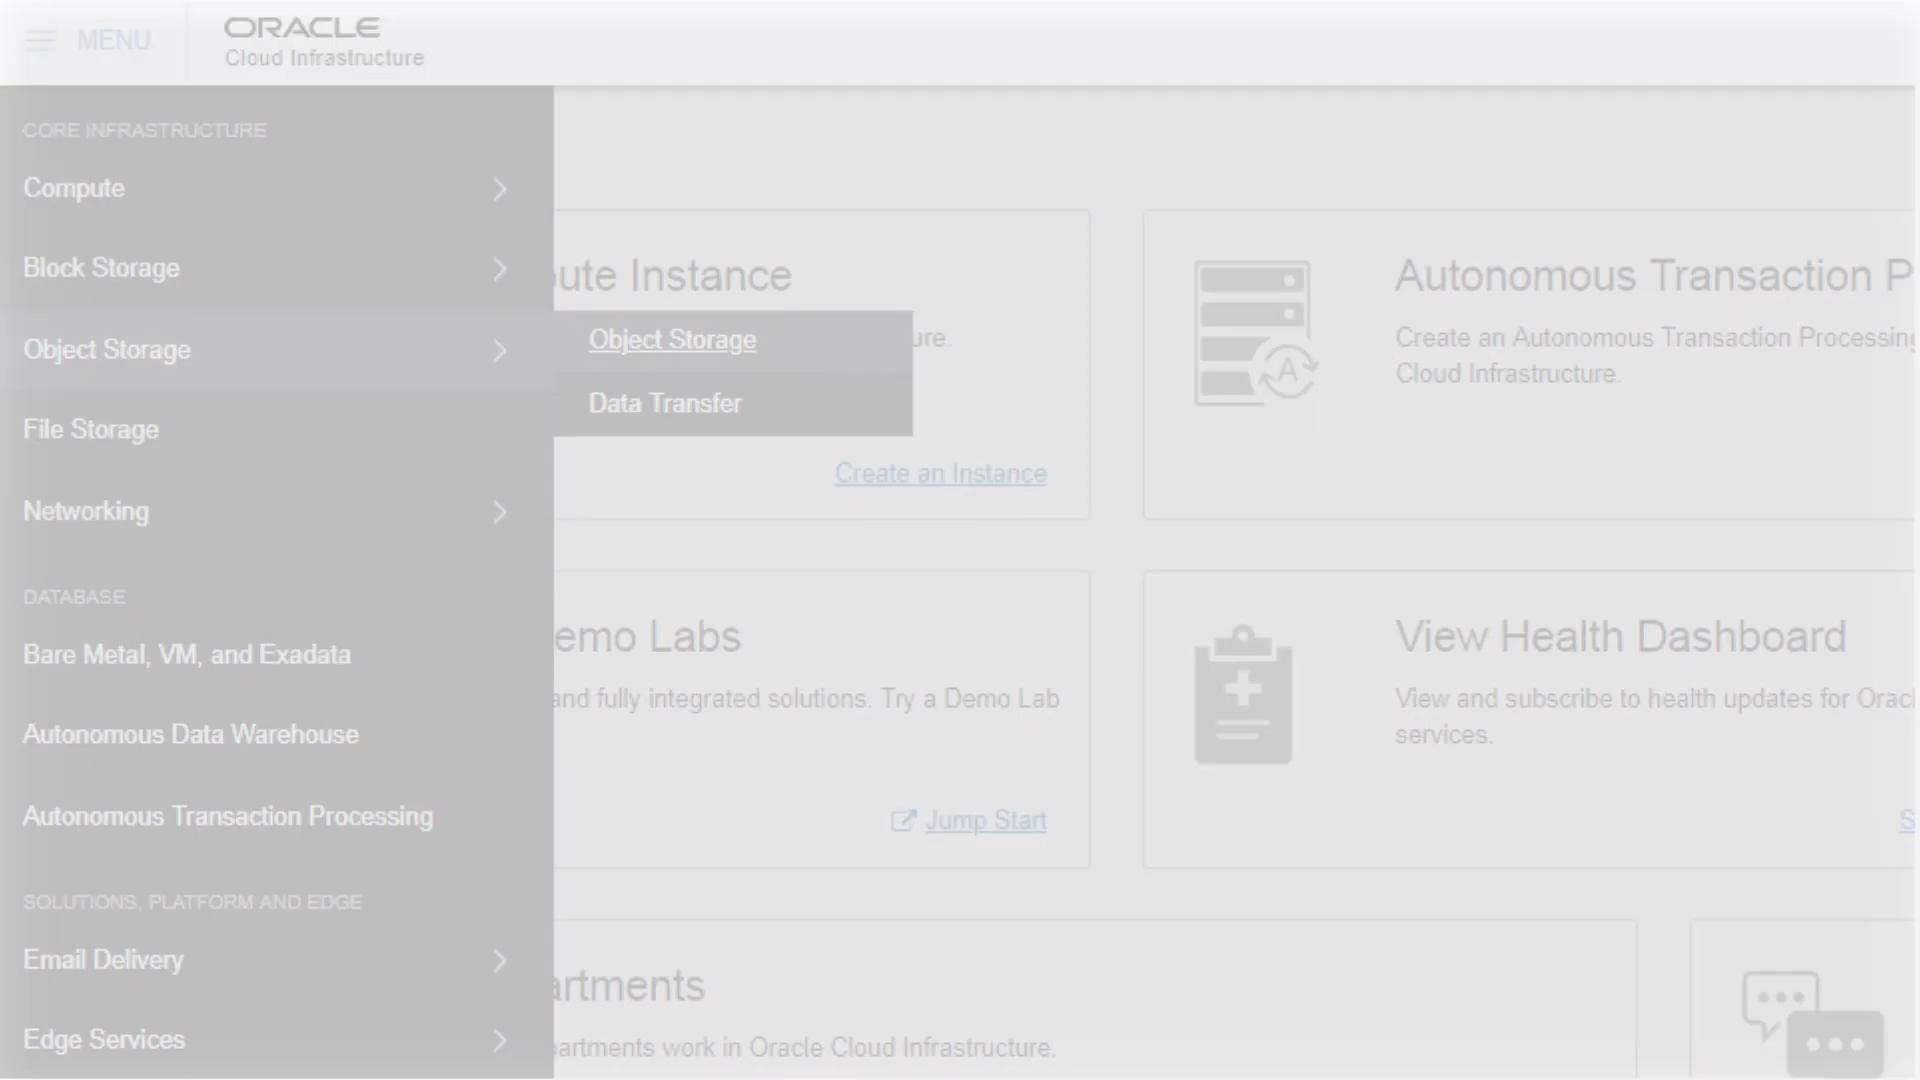 MENU
ORACLE
Cloud Infrastructure
CORE INFRASTRUCTURE
Compute
Block Storage
Object Storage
File Storage
Networking
DATABASE
Bare Metal, VM, and Exadata
Autonomous Data Warehouse
Autonomous Transaction Processing
SOLUTIONS, PLATFORM AND EDGE
Email Delivery
Edge Services
Object Storage
Data Transfer
ute Instance
ure.
Create an Instance
Autonomous Transaction P
Create an Autonomous Transaction Processing
Cloud Infrastructure.
emo Labs
and fully integrated solutions. Try a Demo Lab
Jump Start
View Health Dashboard
View and subscribe to health updates for Orac
services.
S
artments
partments work in Oracle Cloud Infrastructure.